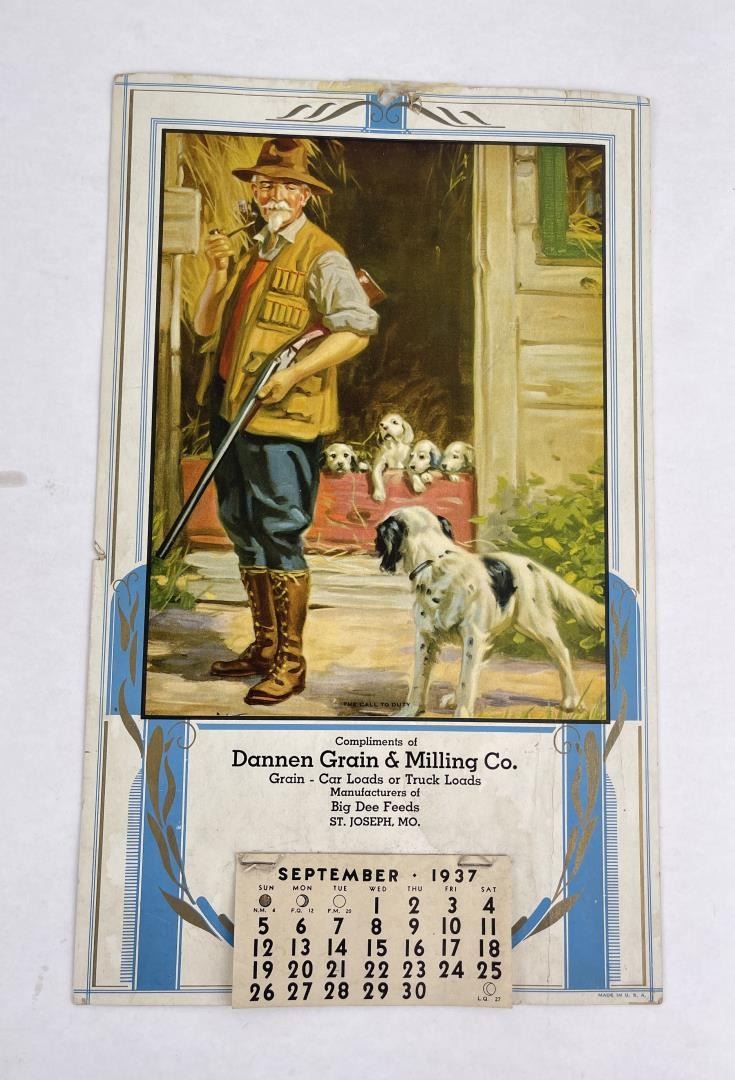 THE CALL TO DUTY
Compliments of
Dannen Grain & Milling Co.
Grain - Car Loads or Truck Loads
Manufacturers of
Big Dee Feeds
ST. JOSEPH, MO.
SEPTEMBER • 1937
SUN MON TUE WED THU FRI SAT
N.M. 4 F.Q. 12 F.M. 20 1 2 3 4
5 6 7 8 9 10 11
12 13 14 15 16 17 18
19 20 21 22 23 24 25
26 27 28 29 30 L.Q. 27
MADE IN U. S. A.